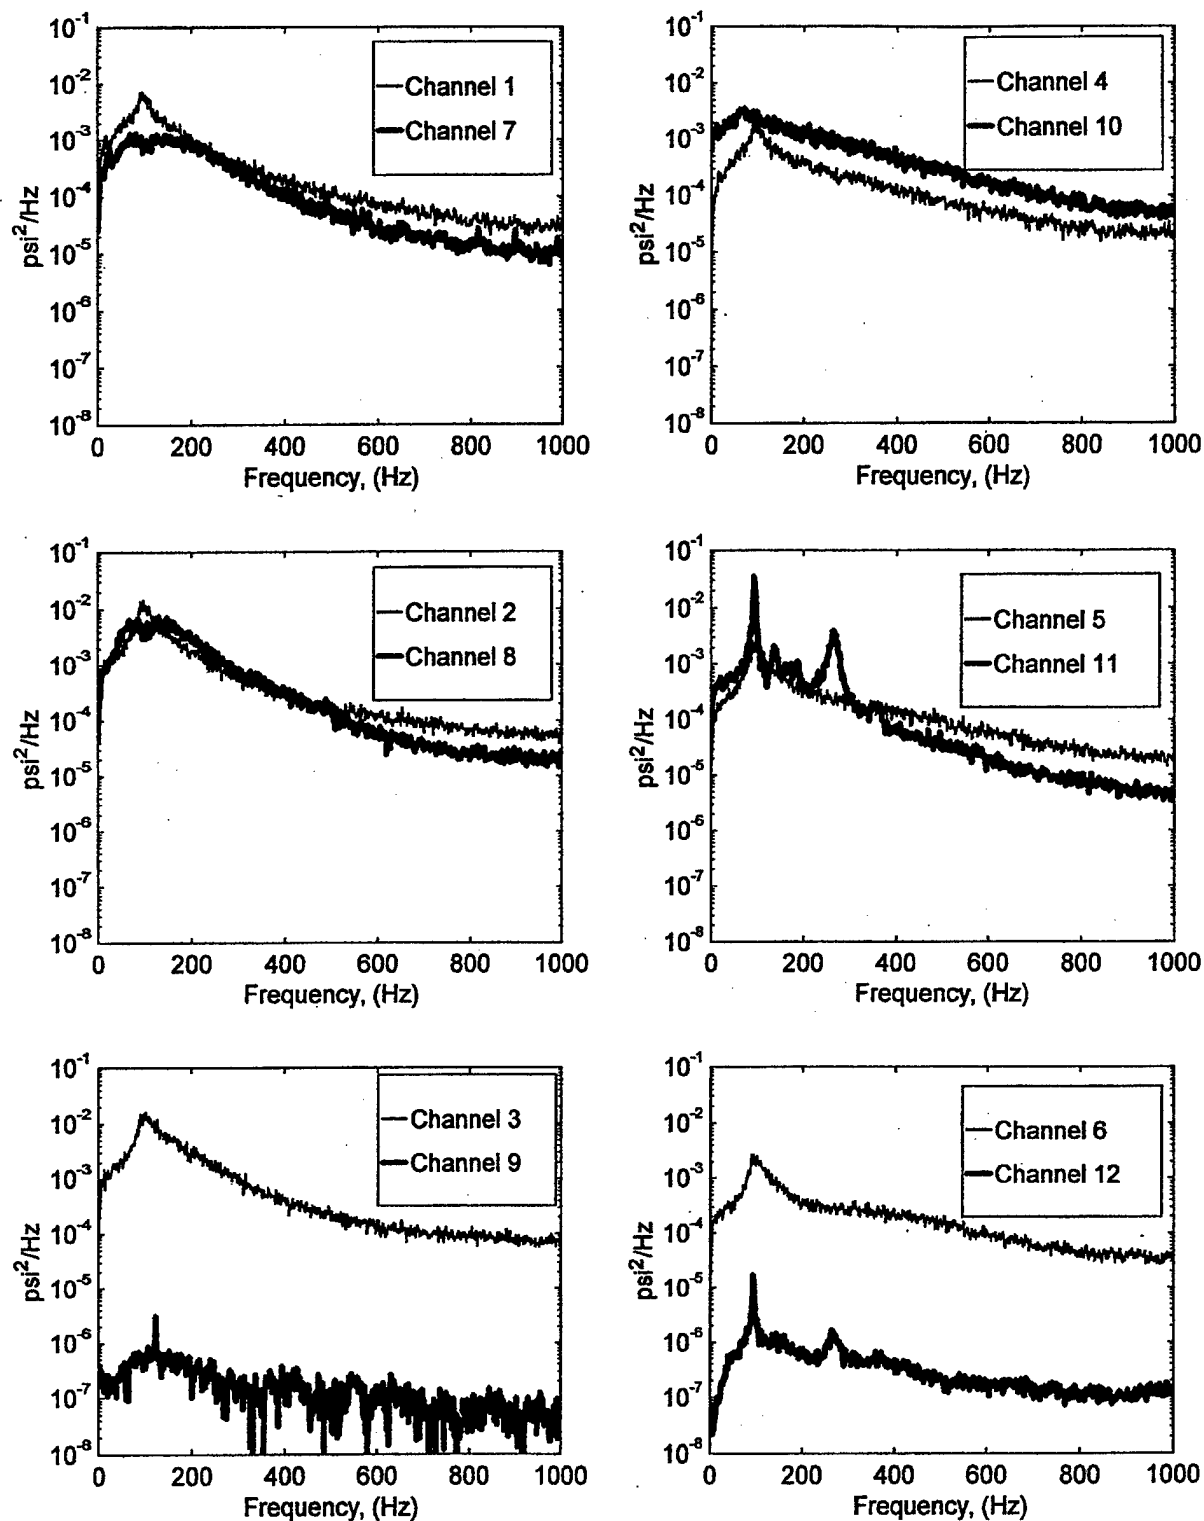 10^-1
10^-2
10^-3
10^-4
10^-5
10^-6
10^-7
10^-8
psi^2/Hz
Channel 1
Channel 7
0 200 400 600 800 1000
Frequency, (Hz)
10^-1
10^-2
10^-3
10^-4
10^-5
10^-6
10^-7
10^-8
psi^2/Hz
Channel 4
Channel 10
0 200 400 600 800 1000
Frequency, (Hz)
10^-1
10^-2
10^-3
10^-4
10^-5
10^-6
10^-7
10^-8
psi^2/Hz
Channel 2
Channel 8
0 200 400 600 800 1000
Frequency, (Hz)
10^-1
10^-2
10^-3
10^-4
10^-5
10^-6
10^-7
10^-8
psi^2/Hz
Channel 5
Channel 11
0 200 400 600 800 1000
Frequency, (Hz)
10^-1
10^-2
10^-3
10^-4
10^-5
10^-6
10^-7
10^-8
psi^2/Hz
Channel 3
Channel 9
0 200 400 600 800 1000
Frequency, (Hz)
10^-1
10^-2
10^-3
10^-4
10^-5
10^-6
10^-7
10^-8
psi^2/Hz
Channel 6
Channel 12
0 200 400 600 800 1000
Frequency, (Hz)